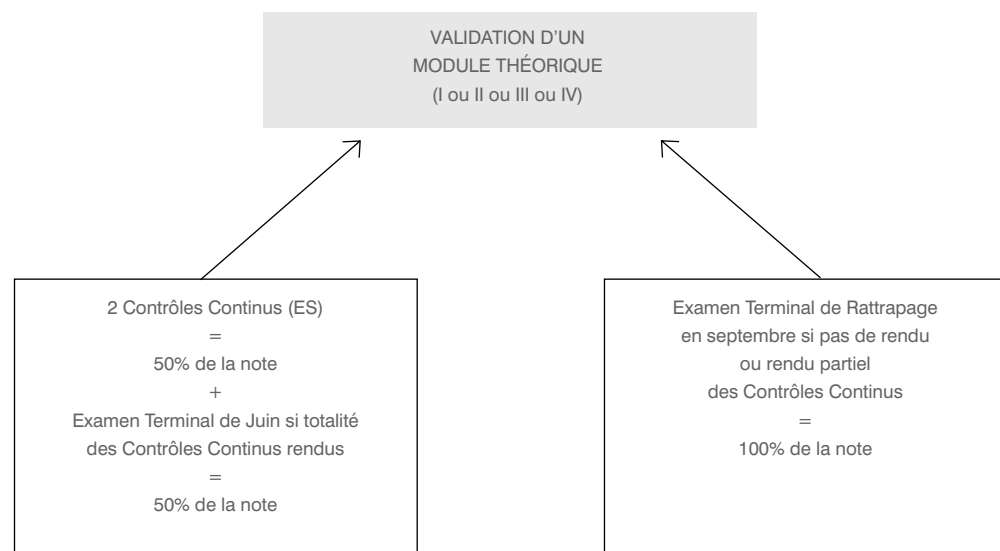 VALIDATION D’UN
MODULE THÉORIQUE
(I ou II ou III ou IV)
2 Contrôles Continus (ES)
=
50% de la note
+
Examen Terminal de Juin si totalité
des Contrôles Continus rendus
=
50% de la note
Examen Terminal de Rattrapage
en septembre si pas de rendu
ou rendu partiel
des Contrôles Continus
=
100% de la note